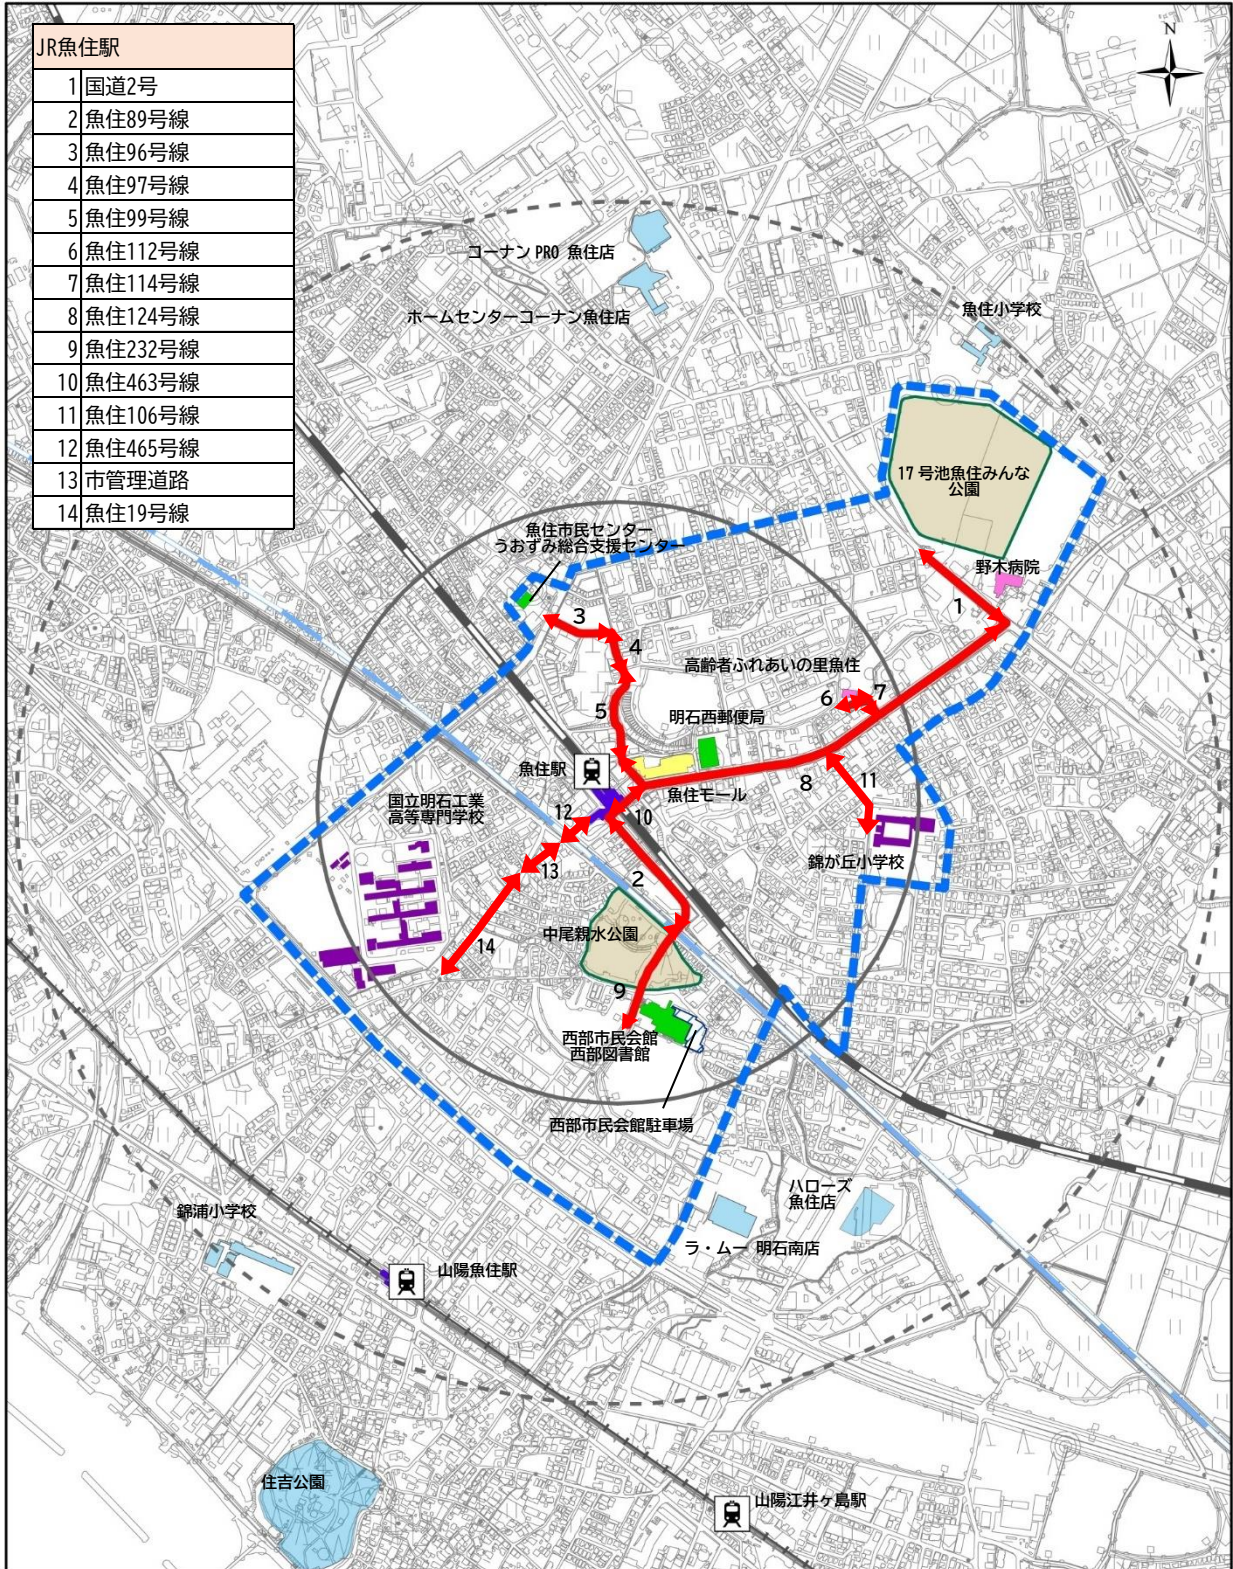 JR魚住駅
1 国道2号
2 魚住89号線
3 魚住96号線
4 魚住97号線
5 魚住99号線
6 魚住112号線
7 魚住114号線
8 魚住124号線
9 魚住232号線
10 魚住463号線
11 魚住106号線
12 魚住465号線
13 市管理道路
14 魚住19号線
N
コーナン PRO 魚住店
ホームセンターコーナン魚住店
魚住小学校
17 号池魚住みんな
公園
魚住市民センター
うおずみ総合支援センター
野木病院
1
3
4
高齢者ふれあいの里魚住
6
7
5
明石西郵便局
魚住駅
8
11
魚住モール
国立明石工業
高等専門学校
12
10
錦が丘小学校
13
2
中尾親水公園
14
9
西部市民会館
西部図書館
西部市民会館駐車場
ハローズ
魚住店
錦浦小学校
ラ・ムー 明石南店
山陽魚住駅
住吉公園
山陽江井ヶ島駅